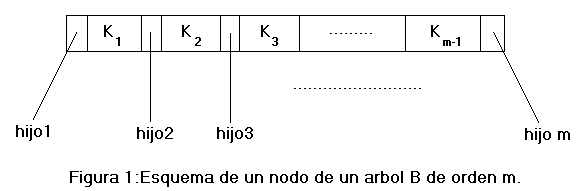 K1 K2 K3 ......... Km-1
hijo1 hijo2 hijo3 ........................... hijo m
Figura 1:Esquema de un nodo de un arbol B de orden m.